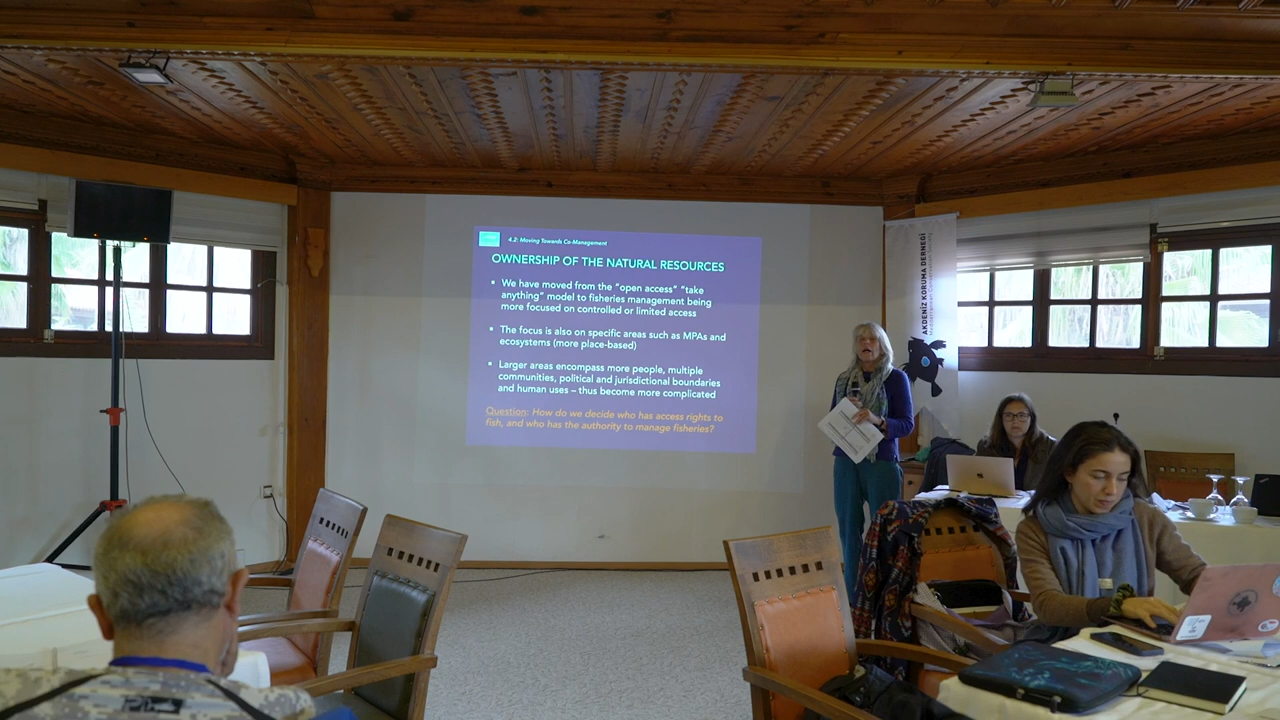 4.2: Moving Towards Co-Management
OWNERSHIP OF THE NATURAL RESOURCES
▪ We have moved from the "open access" "take
anything" model to fisheries management being
more focused on controlled or limited access
▪ The focus is also on specific areas such as MPAs and
ecosystems (more place-based)
▪ Larger areas encompass more people, multiple
communities, political and jurisdictional boundaries
and human uses – thus become more complicated
Question: How do we decide who has access rights to
fish, and who has the authority to manage fisheries?
AKDENİZ KORUMA DERNEĞİ
Mediterranean Conservation Society